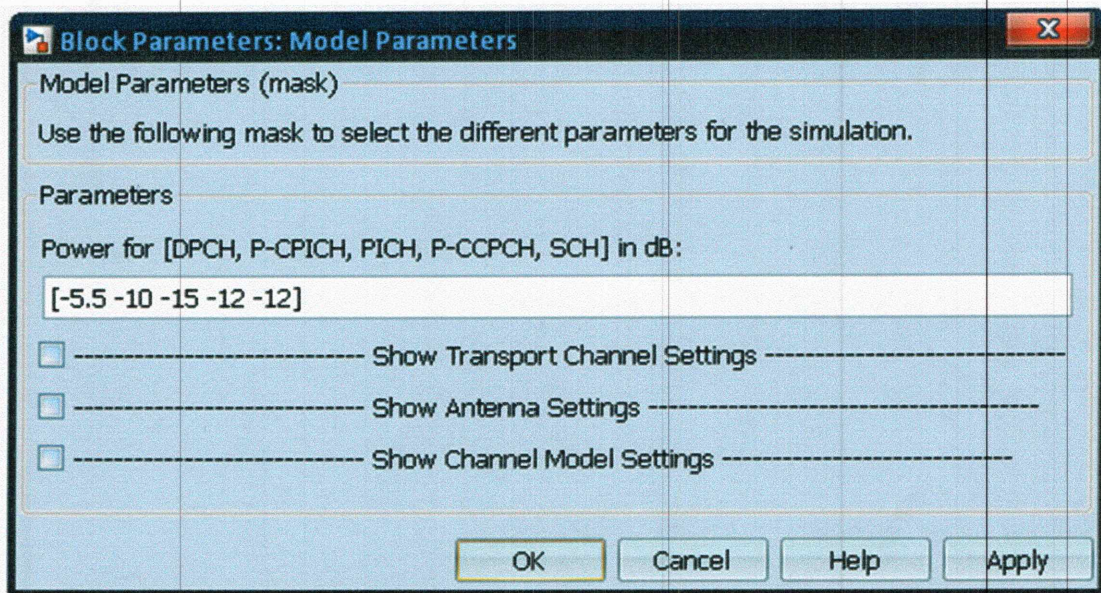 Block Parameters: Model Parameters
Model Parameters (mask)
Use the following mask to select the different parameters for the simulation.
Parameters
Power for [DPCH, P-CPICH, PICH, P-CCPCH, SCH] in dB:
[-5.5 -10 -15 -12 -12]
---------------------------- Show Transport Channel Settings -----------------------------
---------------------------- Show Antenna Settings --------------------------------------
---------------------------- Show Channel Model Settings ----------------------------
OK Cancel Help Apply